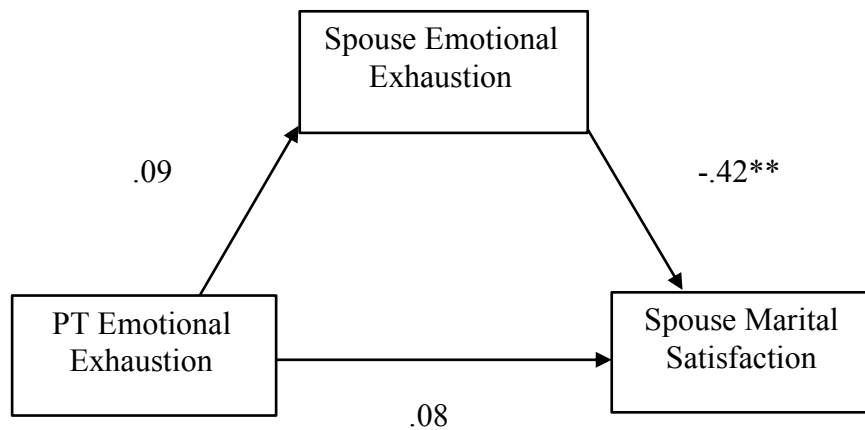 Spouse Emotional
Exhaustion
.09
-.42**
PT Emotional
Exhaustion
Spouse Marital
Satisfaction
.08